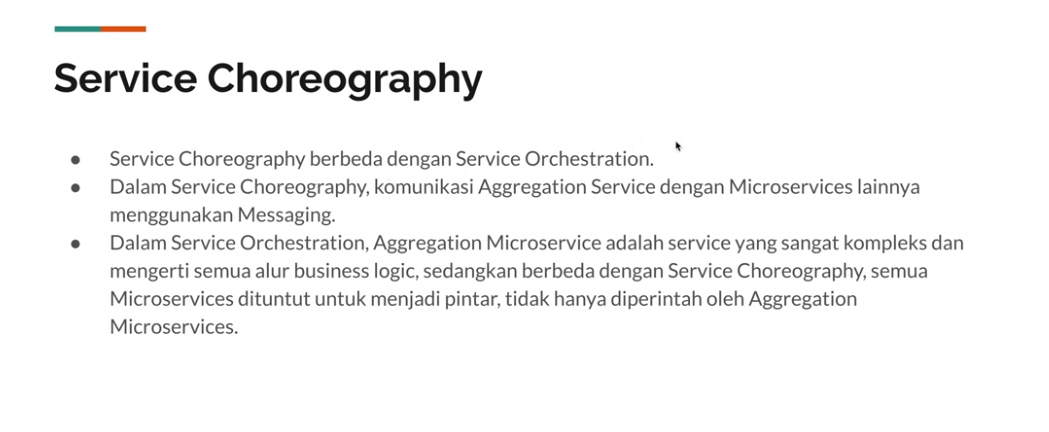 Service Choreography
● Service Choreography berbeda dengan Service Orchestration.
● Dalam Service Choreography, komunikasi Aggregation Service dengan Microservices lainnya
menggunakan Messaging.
● Dalam Service Orchestration, Aggregation Microservice adalah service yang sangat kompleks dan
mengerti semua alur business logic, sedangkan berbeda dengan Service Choreography, semua
Microservices dituntut untuk menjadi pintar, tidak hanya diperintah oleh Aggregation
Microservices.